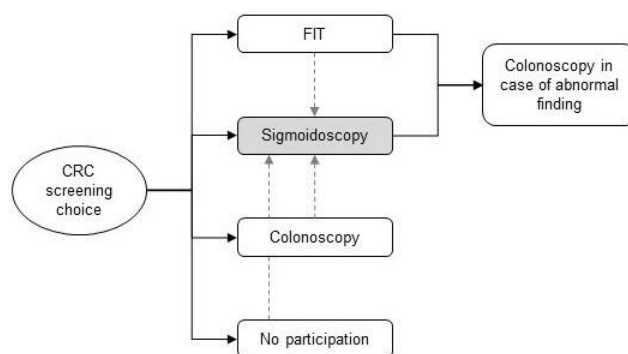 FIT
Colonoscopy in
case of abnormal
finding
Sigmoidoscopy
CRC
screening
choice
Colonoscopy
No participation